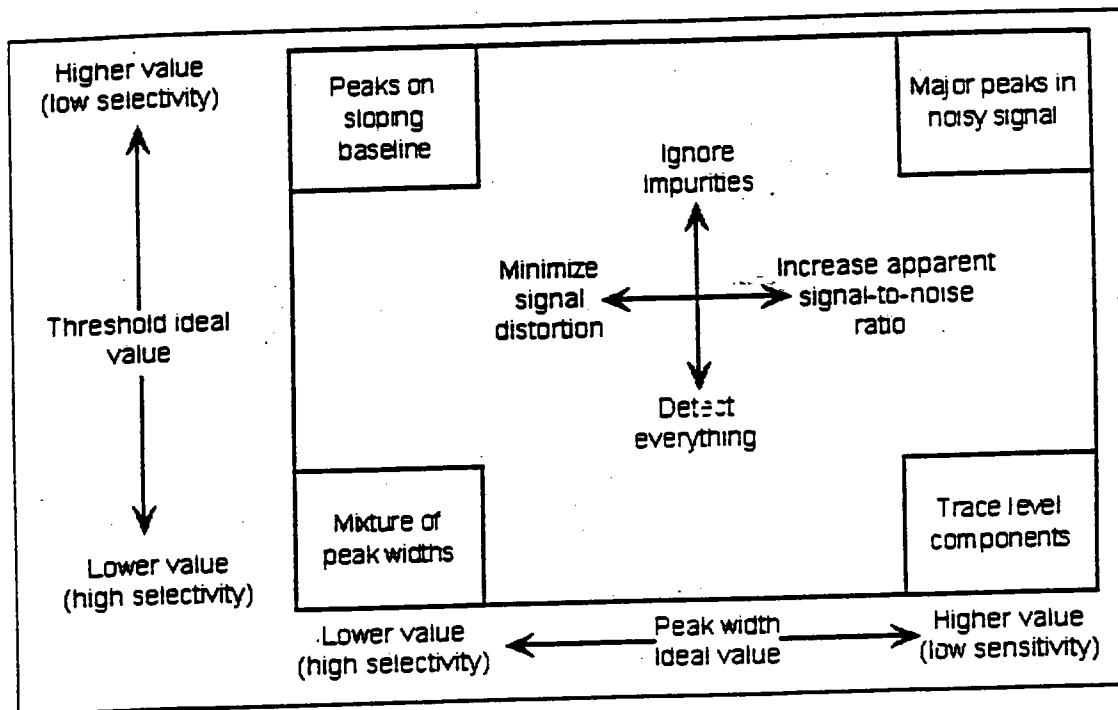 Higher value
(low selectivity)
Peaks on
sloping
baseline
Major peaks in
noisy signal
Ignore
Impurities
Minimize
signal
distortion
Increase apparent
signal-to-noise
ratio
Threshold ideal
value
Detect
everything
Mixture of
peak widths
Trace level
components
Lower value
(high selectivity)
Lower value
(high selectivity)
Peak width
Ideal value
Higher value
(low sensitivity)